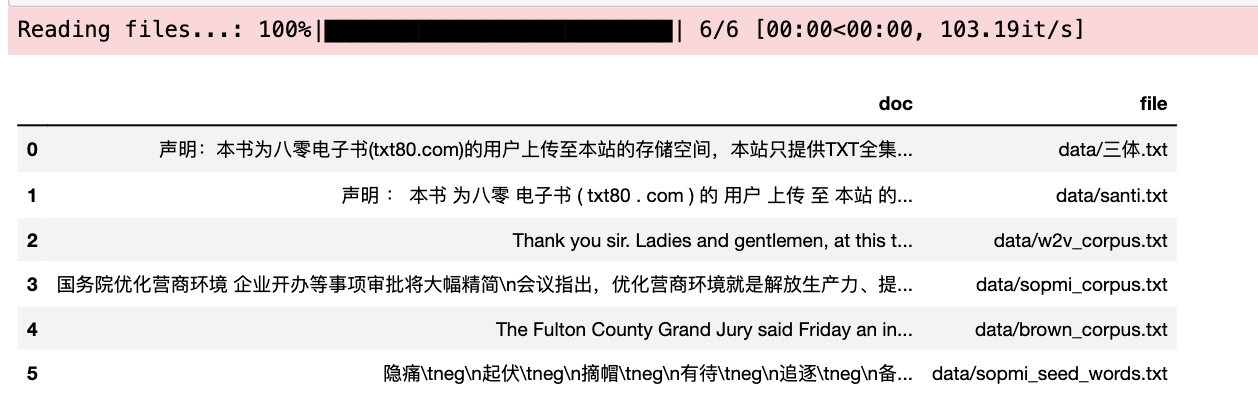 Reading files...: 100%|██████████| 6/6 [00:00<00:00, 103.19it/s]
doc file
0 声明：本书为八零电子书(txt80.com)的用户上传至本站的存储空间，本站只提供TXT全集... data/三体.txt
1 声明 ： 本书 为八零 电子书 ( txt80 . com ) 的 用户 上传 至 本站 的... data/santi.txt
2 Thank you sir. Ladies and gentlemen, at this t... data/w2v_corpus.txt
3 国务院优化营商环境 企业开办等事项审批将大幅精简\n会议指出，优化营商环境就是解放生产力、提... data/sopmi_corpus.txt
4 The Fulton County Grand Jury said Friday an in... data/brown_corpus.txt
5 隐痛\tneg\n起伏\tneg\n摘帽\tneg\n有待\tneg\n追逐\tneg\n备... data/sopmi_seed_words.txt